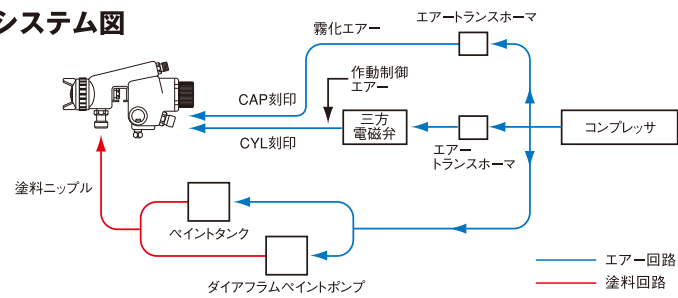 システム図
エアートランスホーマ
霧化エアー
作動制御
エアー
CAP刻印
三方
電磁弁
コンプレッサ
CYL刻印
エアー
トランスホーマ
塗料ニップル
ペイントタンク
エアー回路
ダイアフラムペイントポンプ
塗料回路